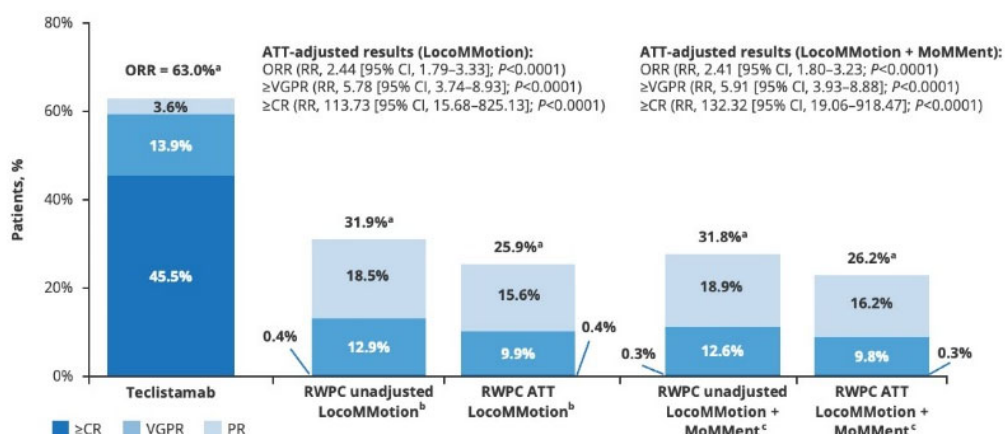 80%
60%
40%
20%
0%
Patients, %
ORR = 63.0%ᵃ
3.6%
13.9%
45.5%
ATT-adjusted results (LocoMMotion):
ORR (RR, 2.44 [95% CI, 1.79–3.33]; P<0.0001)
≥VGPR (RR, 5.78 [95% CI, 3.74–8.93]; P<0.0001)
≥CR (RR, 113.73 [95% CI, 15.68–825.13]; P<0.0001)
ATT-adjusted results (LocoMMotion + MoMMent):
ORR (RR, 2.41 [95% CI, 1.80–3.23; P<0.0001)
≥VGPR (RR, 5.91 [95% CI, 3.93–8.88]; P<0.0001)
≥CR (RR, 132.32 [95% CI, 19.06–918.47]; P<0.0001)
31.9%ᵃ
18.5%
12.9%
0.4%
25.9%ᵃ
15.6%
9.9%
0.4%
31.8%ᵃ
18.9%
12.6%
0.3%
26.2%ᵃ
16.2%
9.8%
0.3%
Teclistamab
RWPC unadjusted
LocoMMotionᵇ
RWPC ATT
LocoMMotionᵇ
RWPC unadjusted
LocoMMotion +
MoMMentᶜ
RWPC ATT
LocoMMotion +
MoMMentᶜ
≥CR VGPR PR